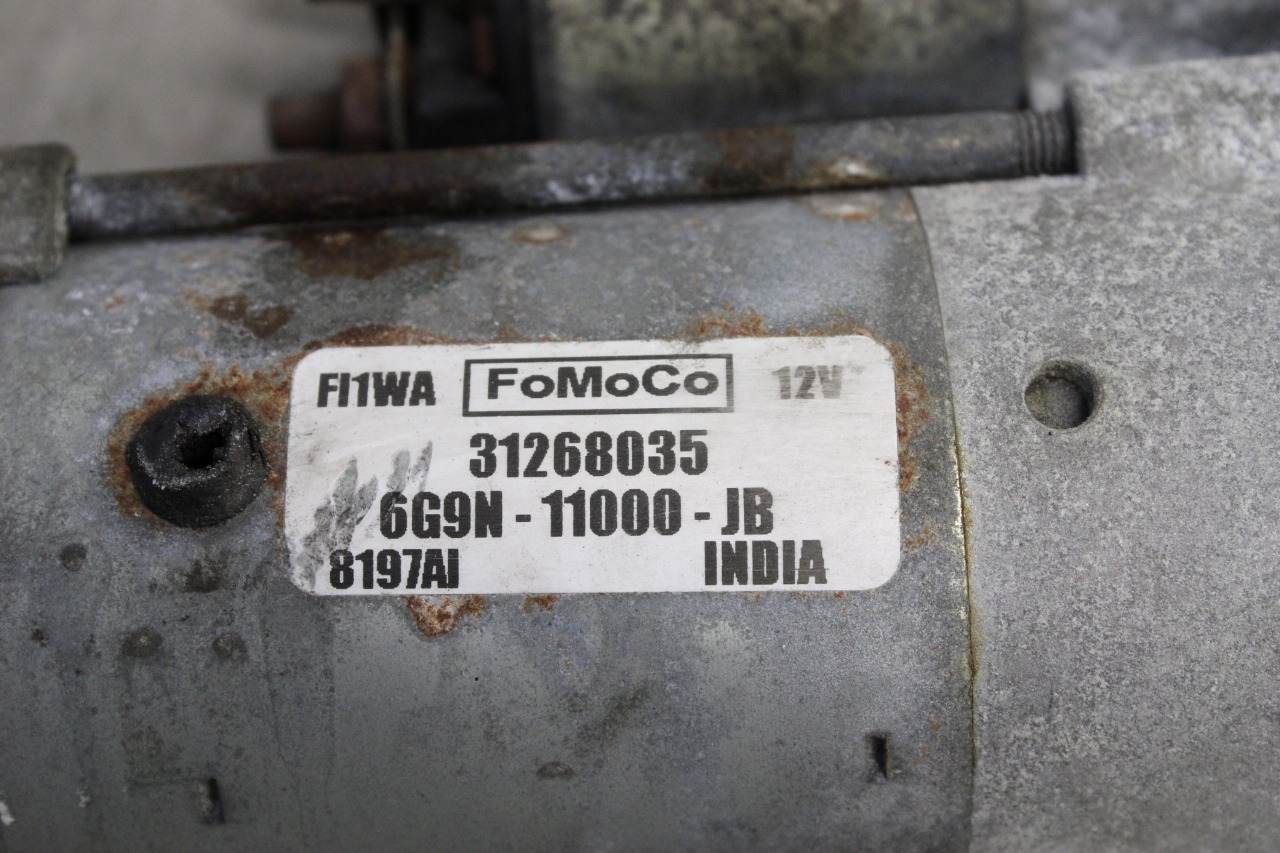 FI1WA FoMoCo 12V
31268035
6G9N - 11000 - JB
8197AI INDIA